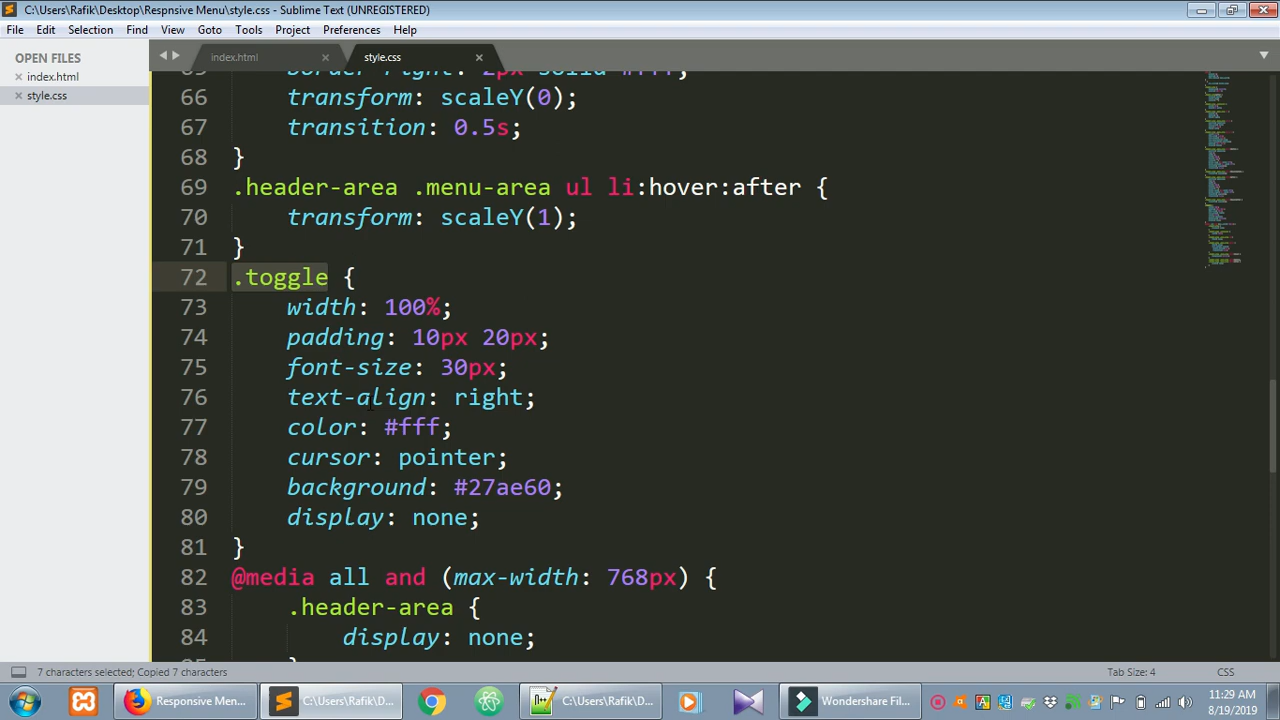 C:\Users\Rafik\Desktop\Respnsive Menu\style.css - Sublime Text (UNREGISTERED)
File Edit Selection Find View Goto Tools Project Preferences Help
OPEN FILES
index.html
style.css
index.html
style.css
65 border-right: 2px solid #fff;
66 transform: scaleY(0);
67 transition: 0.5s;
68 }
69 .header-area .menu-area ul li:hover:after {
70 transform: scaleY(1);
71 }
72 .toggle {
73 width: 100%;
74 padding: 10px 20px;
75 font-size: 30px;
76 text-align: right;
77 color: #fff;
78 cursor: pointer;
79 background: #27ae60;
80 display: none;
81 }
82 @media all and (max-width: 768px) {
83 .header-area {
84 display: none;
7 characters selected; Copied 7 characters
Tab Size: 4
CSS
Responsive Men...
C:\Users\Rafik\D...
C:\Users\Rafik\D...
Wondershare Fil...
11:29 AM
8/19/2019